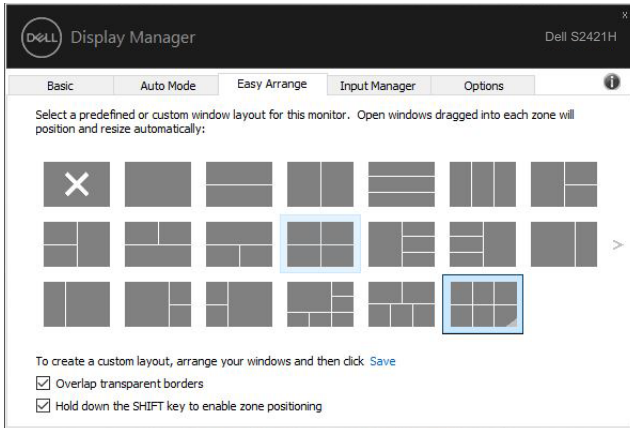 x
DELL Display Manager
Dell S2421H
Basic Auto Mode Easy Arrange Input Manager Options
Select a predefined or custom window layout for this monitor. Open windows dragged into each zone will
position and resize automatically:
To create a custom layout, arrange your windows and then click Save
Overlap transparent borders
Hold down the SHIFT key to enable zone positioning